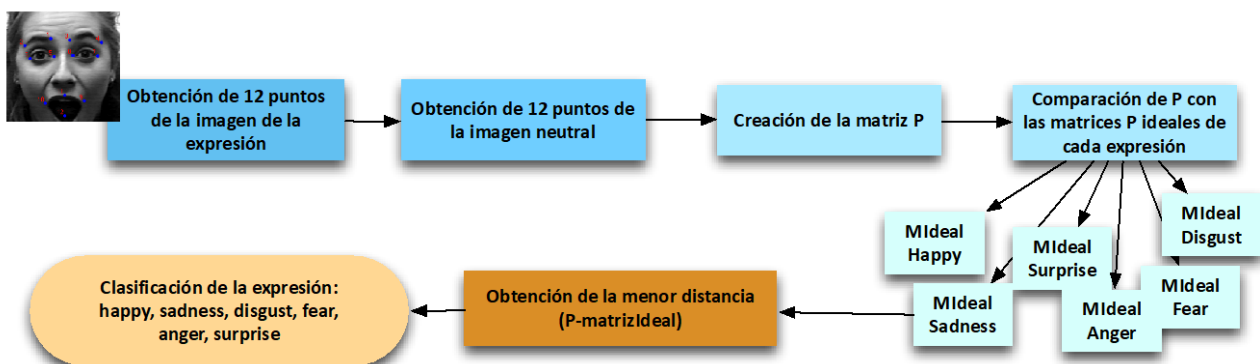 Obtención de 12 puntos
de la imagen de la
expresión
Obtención de 12 puntos de
la imagen neutral
Creación de la matriz P
Comparación de P con
las matrices P ideales de
cada expresión
MIdeal
Happy
MIdeal
Sadness
MIdeal
Surprise
MIdeal
Anger
MIdeal
Fear
MIdeal
Disgust
Obtención de la menor distancia
(P-matrizIdeal)
Clasificación de la expresión:
happy, sadness, disgust, fear,
anger, surprise